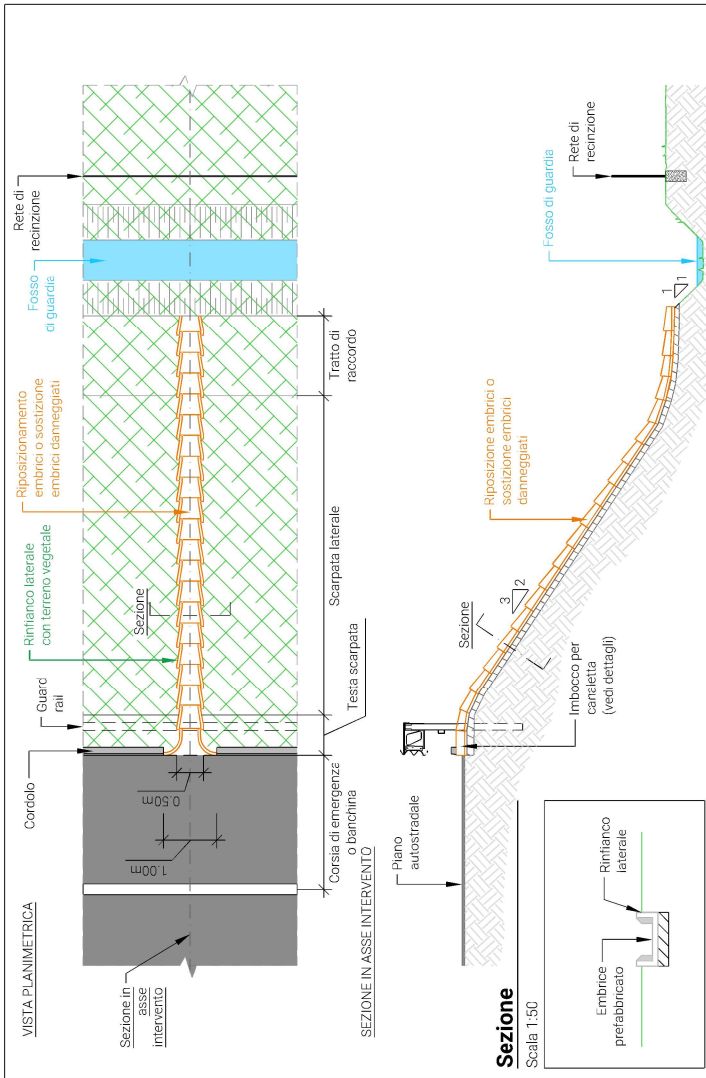 VISTA PLANIMETRICA
Sezione in
asse
intervento
Cordolo
Guard
rail
Rinfianco laterale
con terreno vegetale
Riposizionamento
embrici o sostizione
embrici danneggiati
Fosso
di guardia
Rete di
recinzione
1.00m
0.50m
Sezione
Corsia di emergenza
o banchina
Testa scarpata
Scarpata laterale
Tratto di
raccordo
SEZIONE IN ASSE INTERVENTO
Piano
autostradale
Imbocco per
canaletta
(vedi dettagli)
Sezione
3
2
Riposizione embrici o
sostizione embrici
danneggiati
1
1
Fosso di guardia
Rete di
recinzione
Sezione
Scala 1:50
Embrice
prefabbricato
Rinfianco
laterale